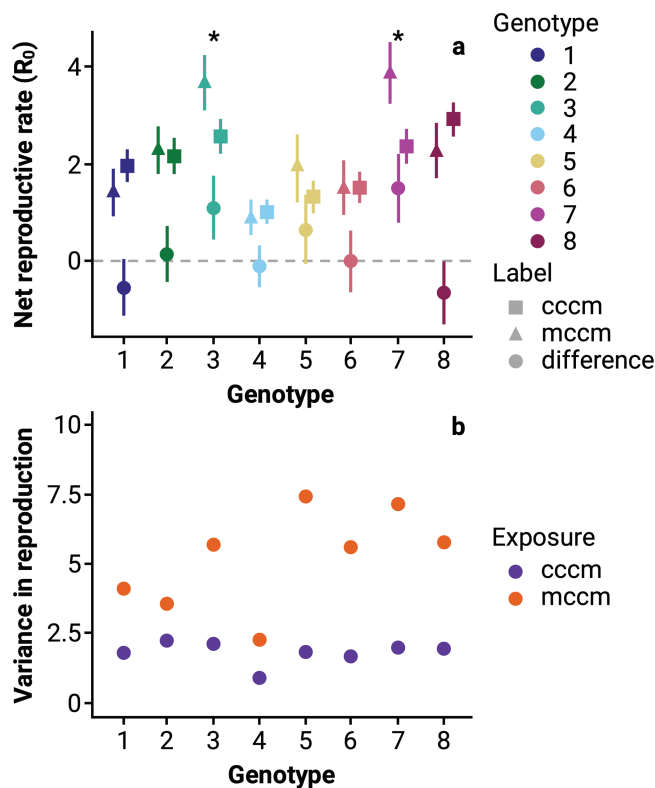 Net reproductive rate (R₀)
4
2
0
* *
a
1 2 3 4 5 6 7 8
Genotype
Genotype
1
2
3
4
5
6
7
8
Label
cccm
mccm
difference
Variance in reproduction
10
7.5
5
2.5
0
b
1 2 3 4 5 6 7 8
Genotype
Exposure
cccm
mccm